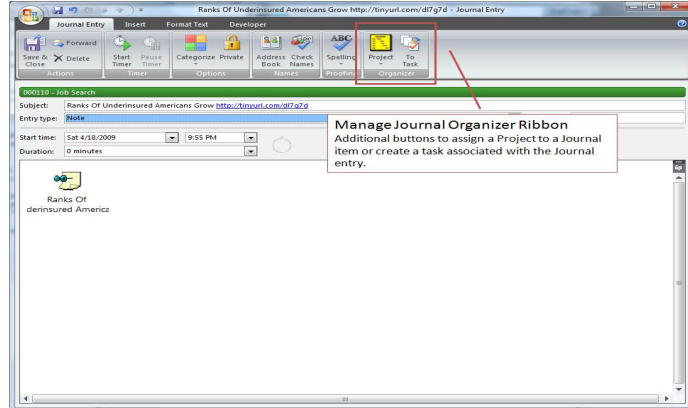 Ranks Of Underinsured Americans Grow http://tinyurl.com/dl7g7d - Journal Entry
Journal Entry Insert Format Text Developer
Save & Close
Forward
Delete
Actions
Start Timer
Pause Timer
Timer
Categorize Private
Options
Address Book
Check Names
Names
ABC
Spelling
Proofing
Project
To Task
Organizer
000110 - Job Search
Subject: Ranks Of Underinsured Americans Grow http://tinyurl.com/dl7g7d
Entry type: Note
Manage Journal Organizer Ribbon
Additional buttons to assign a Project to a Journal
item or create a task associated with the Journal
entry.
Start time: Sat 4/18/2009 9:55 PM
Duration: 0 minutes
Ranks Of
derinsured America